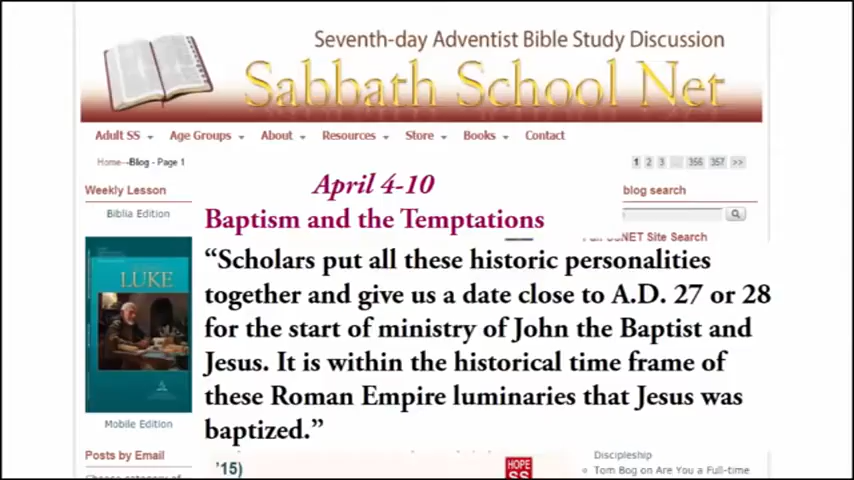 Seventh-day Adventist Bible Study Discussion
Sabbath School Net
Adult SS Age Groups About Resources Store Books Contact
Home→Blog - Page 1
1 2 3 ... 356 357 >>
Weekly Lesson
Biblia Edition
LUKE
Mobile Edition
Posts by Email
April 4-10
Baptism and the Temptations
“Scholars put all these historic personalities
together and give us a date close to A.D. 27 or 28
for the start of ministry of John the Baptist and
Jesus. It is within the historical time frame of
these Roman Empire luminaries that Jesus was
baptized.”
’15)
HOPE
SS
blog search
NET Site Search
Discipleship
Tom Bog on Are You a Full-time